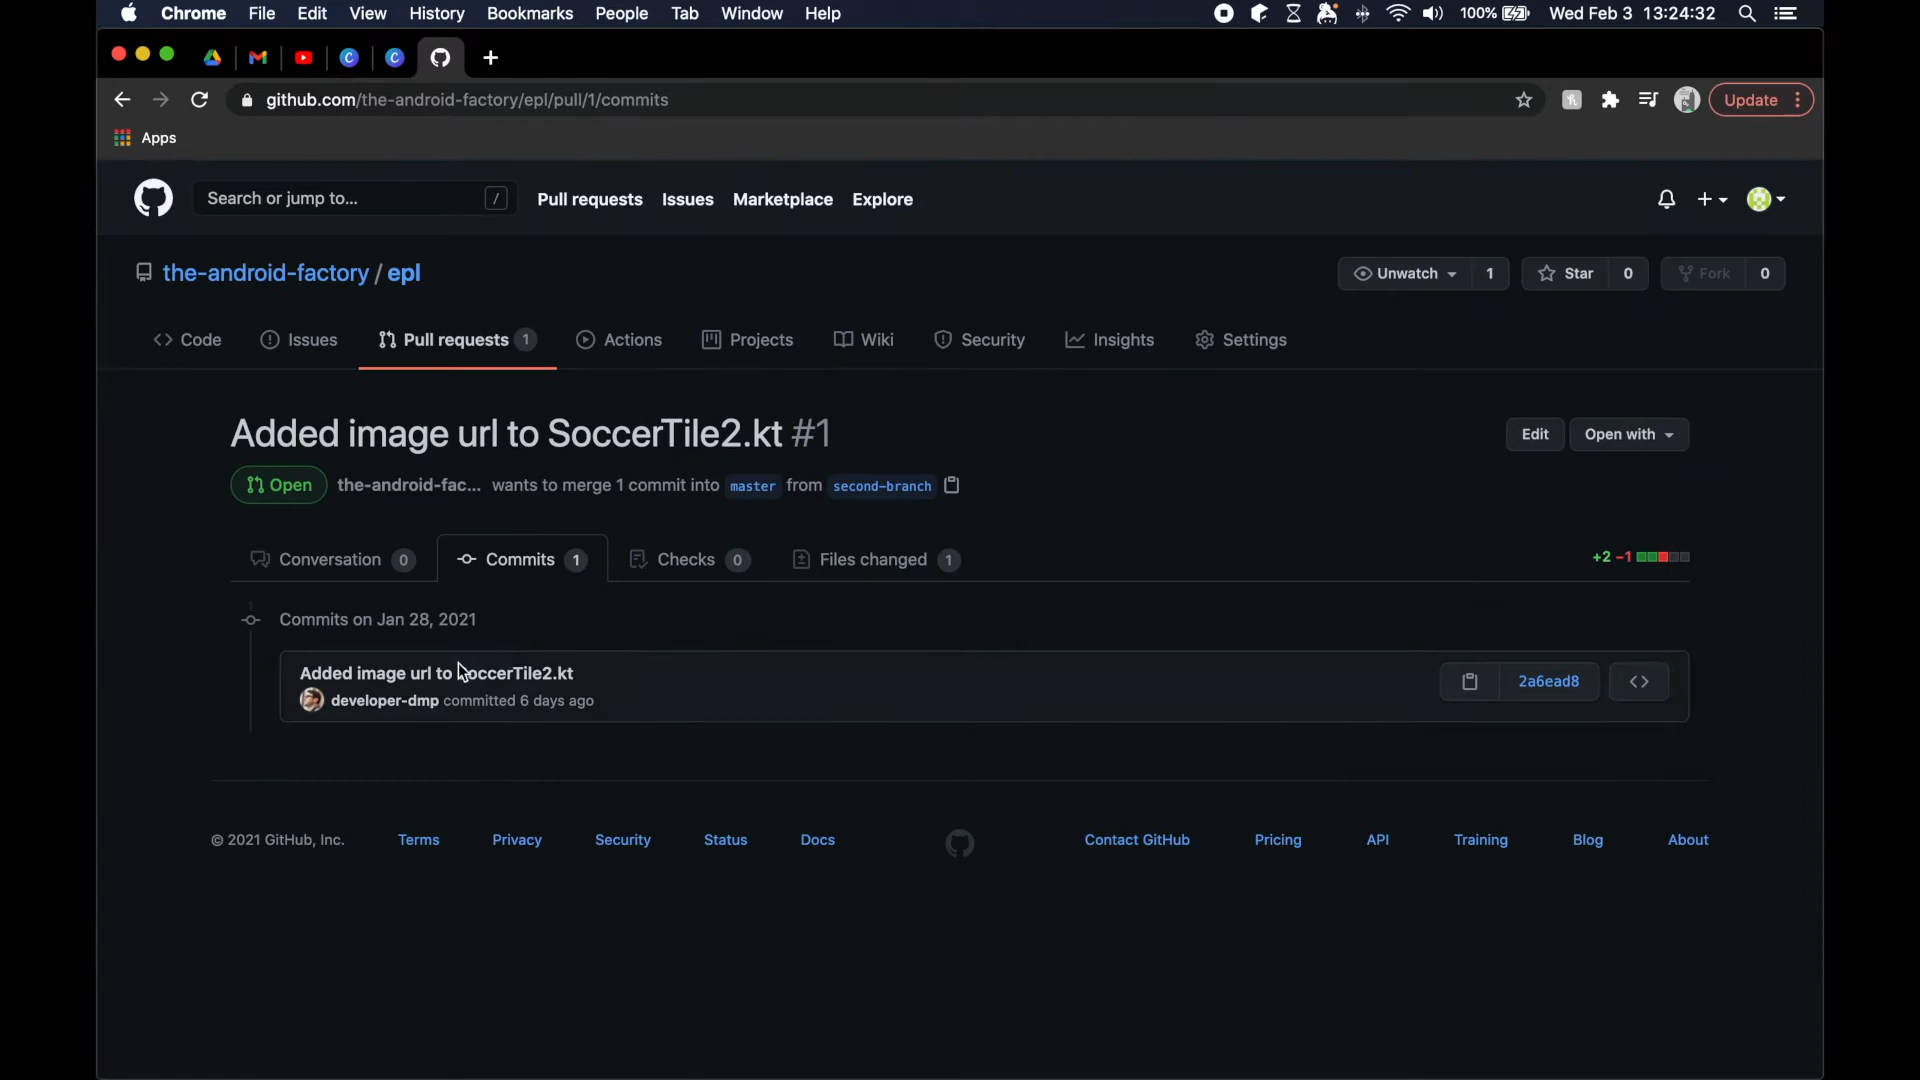 Chrome File Edit View History Bookmarks People Tab Window Help 100% Wed Feb 3 13:24:32
github.com/the-android-factory/epl/pull/1/commits Update
Apps
Search or jump to... / Pull requests Issues Marketplace Explore
the-android-factory / epl Unwatch 1 Star 0 Fork 0
Code Issues Pull requests 1 Actions Projects Wiki Security Insights Settings
Added image url to SoccerTile2.kt #1 Edit Open with
Open the-android-fac... wants to merge 1 commit into master from second-branch
Conversation 0 Commits 1 Checks 0 Files changed 1 +2 −1
Commits on Jan 28, 2021
Added image url to SoccerTile2.kt
developer-dmp committed 6 days ago 2a6ead8 <>
© 2021 GitHub, Inc. Terms Privacy Security Status Docs Contact GitHub Pricing API Training Blog About